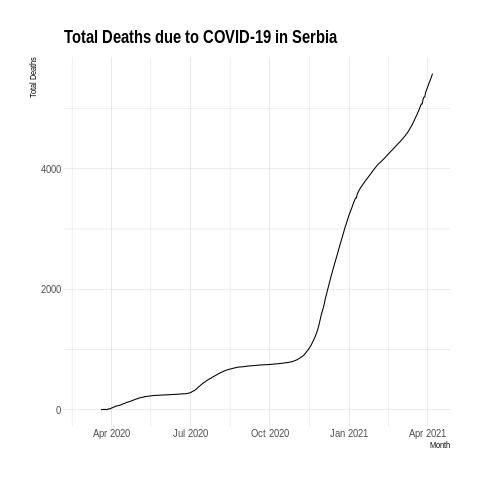 Total Deaths due to COVID-19 in Serbia
Total Deaths
4000
2000
0
Apr 2020 Jul 2020 Oct 2020 Jan 2021 Apr 2021
Month